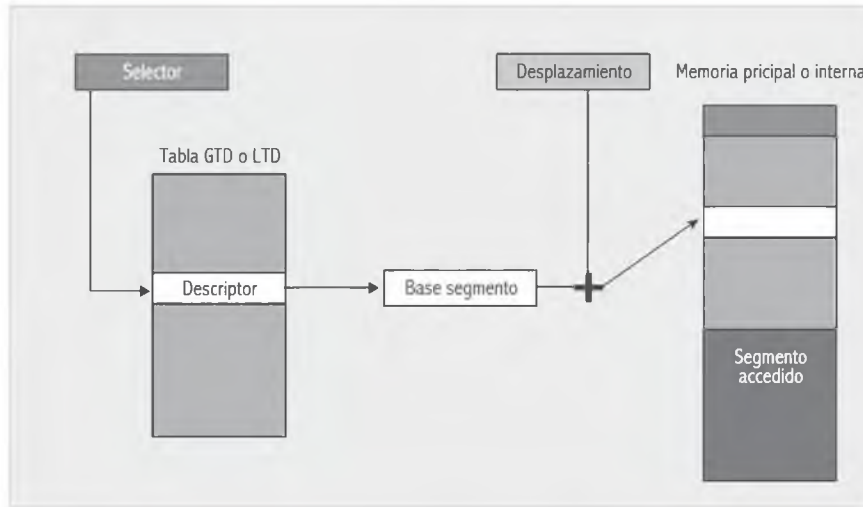 Selector
Desplazamiento
Memoria pricipal o interna
Tabla GTD o LTD
Descriptor
Base segmento
Segmento
accedido